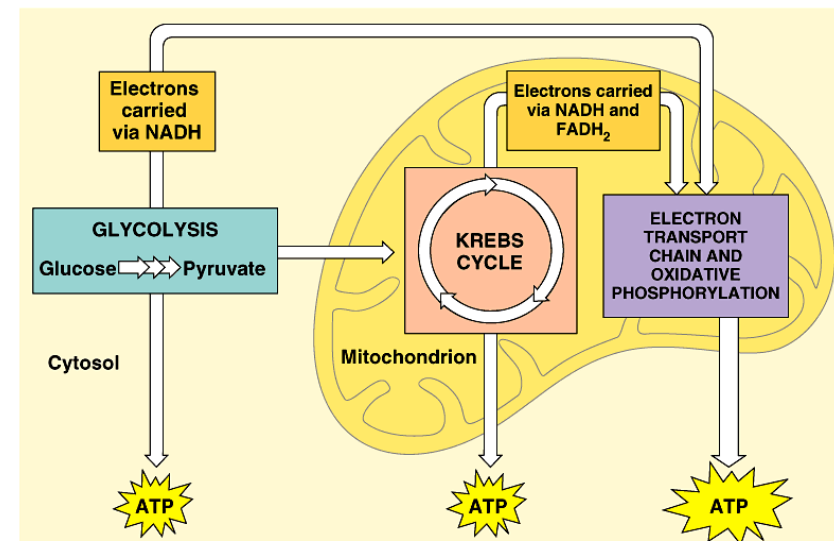 Electrons
carried
via NADH
Electrons carried
via NADH and
FADH₂
GLYCOLYSIS
Glucose Pyruvate
KREBS
CYCLE
ELECTRON
TRANSPORT
CHAIN AND
OXIDATIVE
PHOSPHORYLATION
Cytosol
Mitochondrion
ATP
ATP
ATP